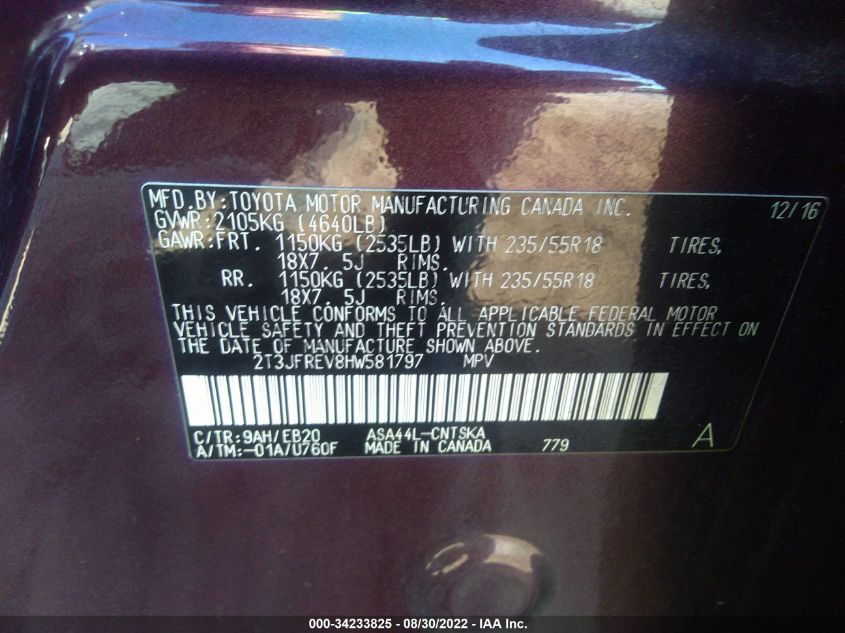 MFD. BY: TOYOTA MOTOR MANUFACTURING CANADA INC. 12/16
GVWR: 2105KG (4640LB)
GAWR: FRT. 1150KG (2535LB) WITH 235/55R18 TIRES,
18X7. 5J RIMS.
RR. 1150KG (2535LB) WITH 235/55R18 TIRES,
18X7. 5J RIMS.
THIS VEHICLE CONFORMS TO ALL APPLICABLE FEDERAL MOTOR
VEHICLE SAFETY AND THEFT PREVENTION STANDARDS IN EFFECT ON
THE DATE OF MANUFACTURE SHOWN ABOVE.
2T3JFREV8HW581797 MPV
C/TR: 9AH/EB20 ASA44L-CNTSKA
A/TM: -01A/U760F MADE IN CANADA 779 A
000-34233825 - 08/30/2022 - IAA Inc.